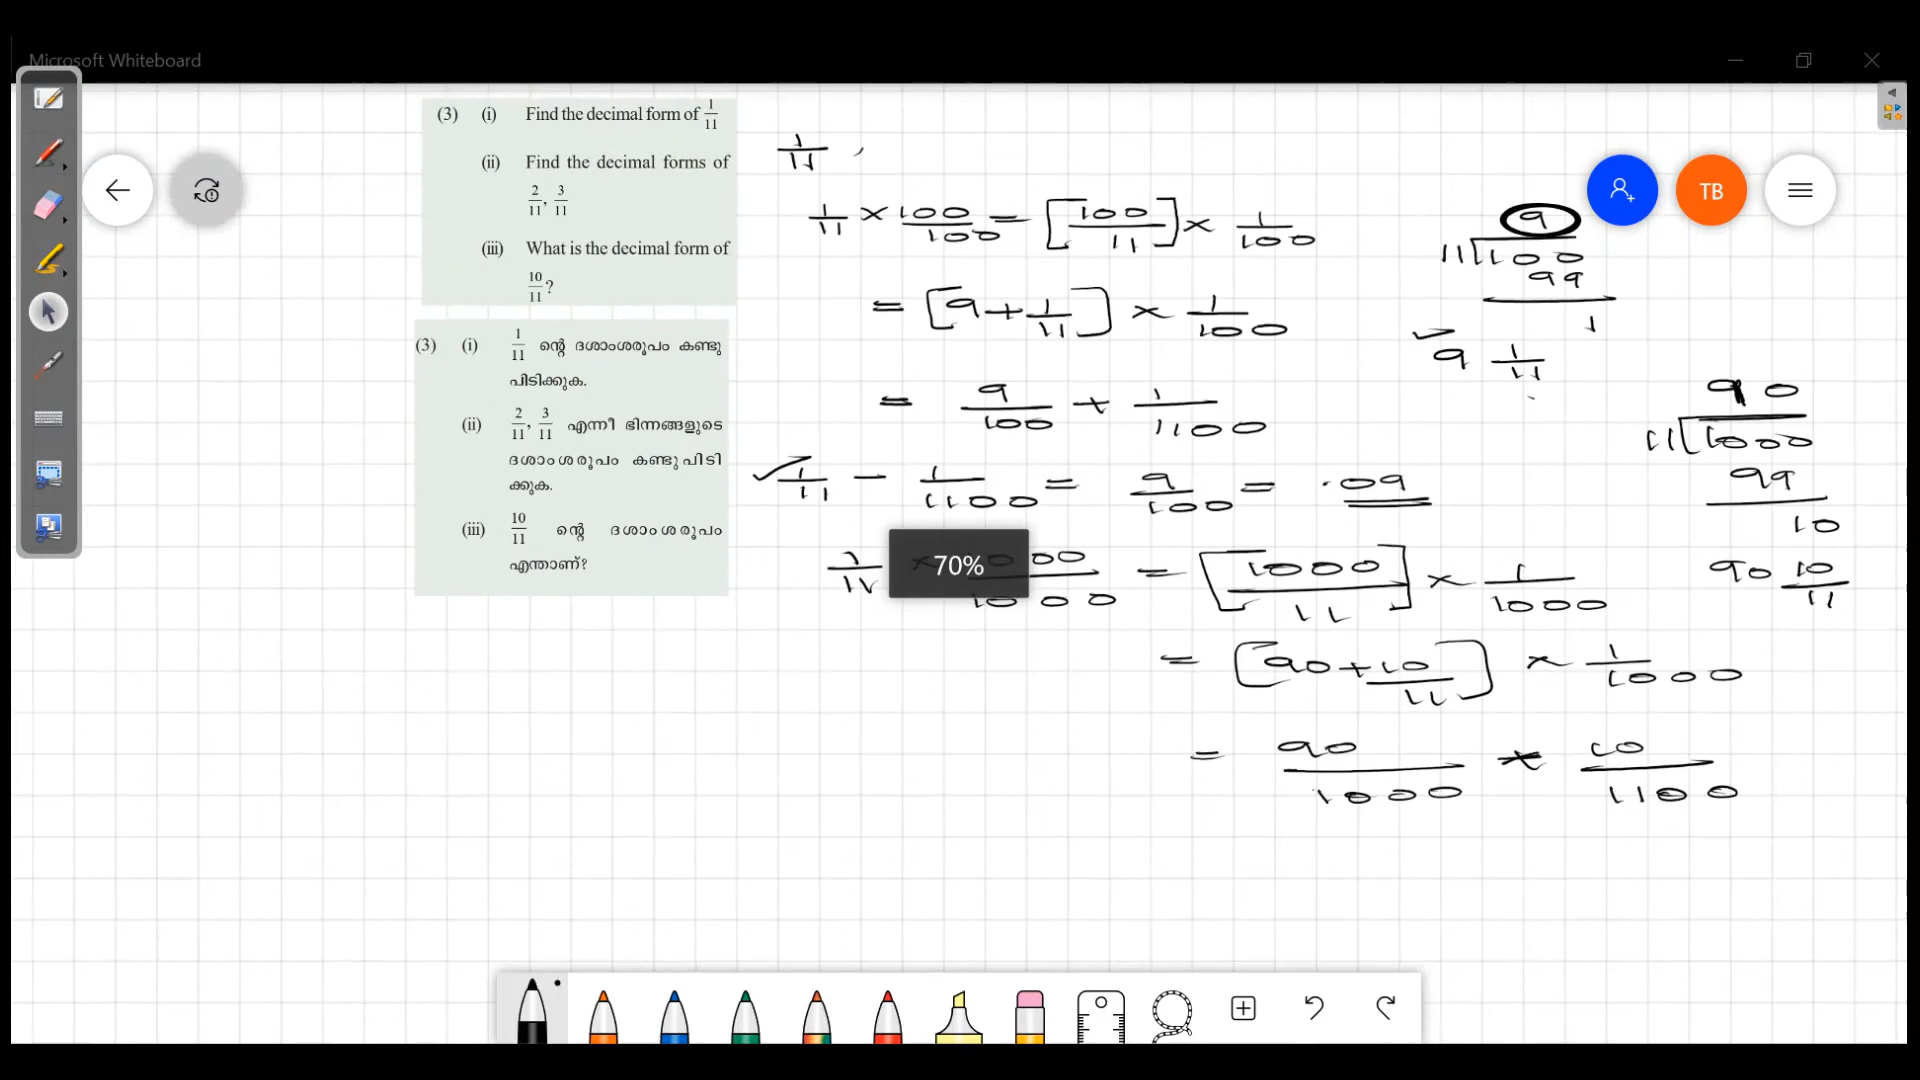 Microsoft Whiteboard
(3) (i) Find the decimal form of 1/11
(ii) Find the decimal forms of
2/11, 3/11
(iii) What is the decimal form of
10/11?
(3) (i) 1/11 ന്റെ ദശാംശരൂപം കണ്ടു
പിടിക്കുക.
(ii) 2/11, 3/11 എന്നീ ഭിന്നങ്ങളുടെ
ദശാംശരൂപം കണ്ടുപിടി
ക്കുക.
(iii) 10/11 ന്റെ ദശാംശരൂപം
എന്താണ്?
TB
1/11
1/11 × 100/100 = [100/11] × 1/100
= [9 + 1/11] × 1/100
= 9/100 + 1/1100
✓ 1/11 - 1/1100 = 9/100 = .09
1/11 × 1000/1000 = [1000/11] × 1/1000
= [90 + 10/11] × 1/1000
= 90/1000 + 10/1100
9
11 100
99
1
✓ 9 1/11
90
11 1000
99
10
90 10/11
70%